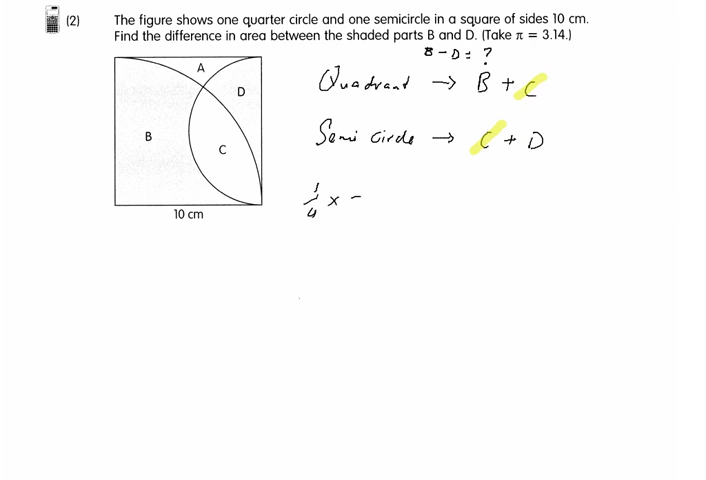 (2) The figure shows one quarter circle and one semicircle in a square of sides 10 cm.
Find the difference in area between the shaded parts B and D. (Take π = 3.14.)
B - D = ?
A
D
B
C
10 cm
Quadrant → B + C
Semi circle → C + D
1/4 x -